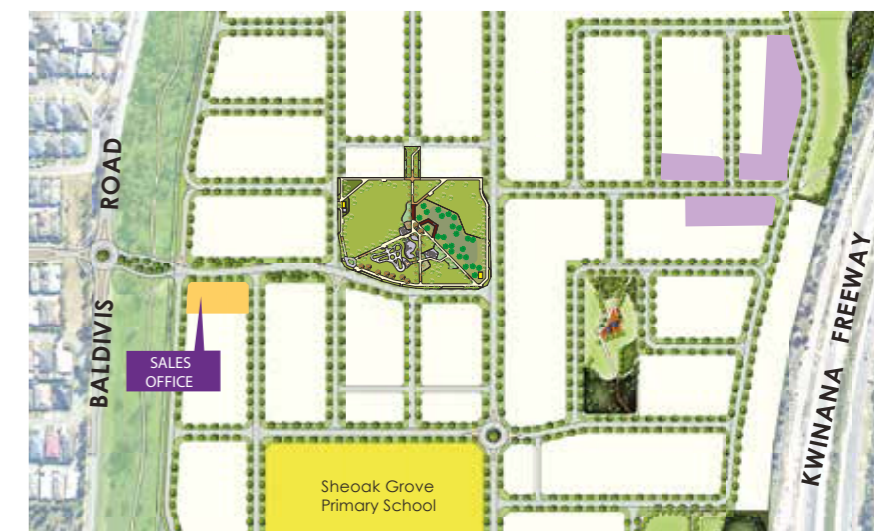 BALDIVIS ROAD
SALES
OFFICE
KWINANA FREEWAY
Sheoak Grove
Primary School